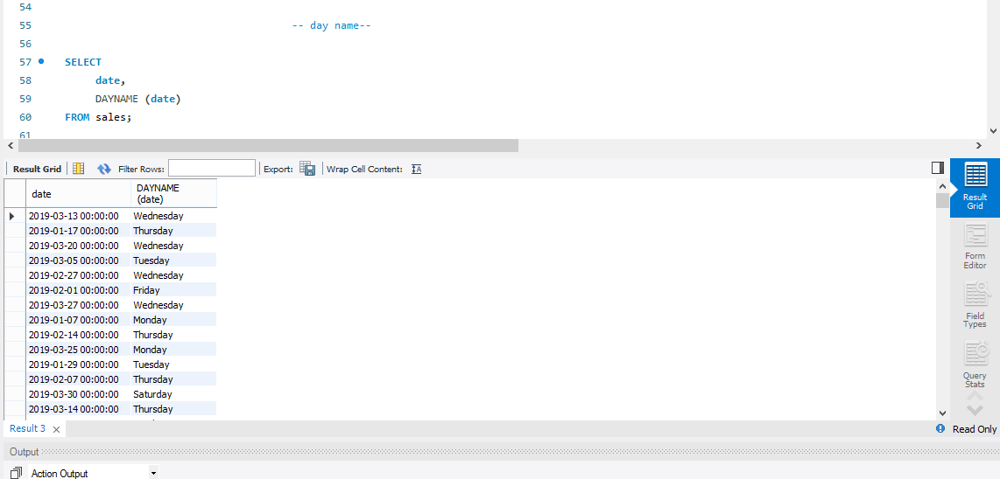 54
55 -- day name--
56
57 SELECT
58 date,
59 DAYNAME (date)
60 FROM sales;
61
Result Grid Filter Rows: Export: Wrap Cell Content:
date DAYNAME (date)
2019-03-13 00:00:00 Wednesday
2019-01-17 00:00:00 Thursday
2019-03-20 00:00:00 Wednesday
2019-03-05 00:00:00 Tuesday
2019-02-27 00:00:00 Wednesday
2019-02-01 00:00:00 Friday
2019-03-27 00:00:00 Wednesday
2019-01-07 00:00:00 Monday
2019-02-14 00:00:00 Thursday
2019-03-25 00:00:00 Monday
2019-01-29 00:00:00 Tuesday
2019-02-07 00:00:00 Thursday
2019-03-30 00:00:00 Saturday
2019-03-14 00:00:00 Thursday
Result
Grid
Form
Editor
Field
Types
Query
Stats
Result 3 Read Only
Output
Action Output